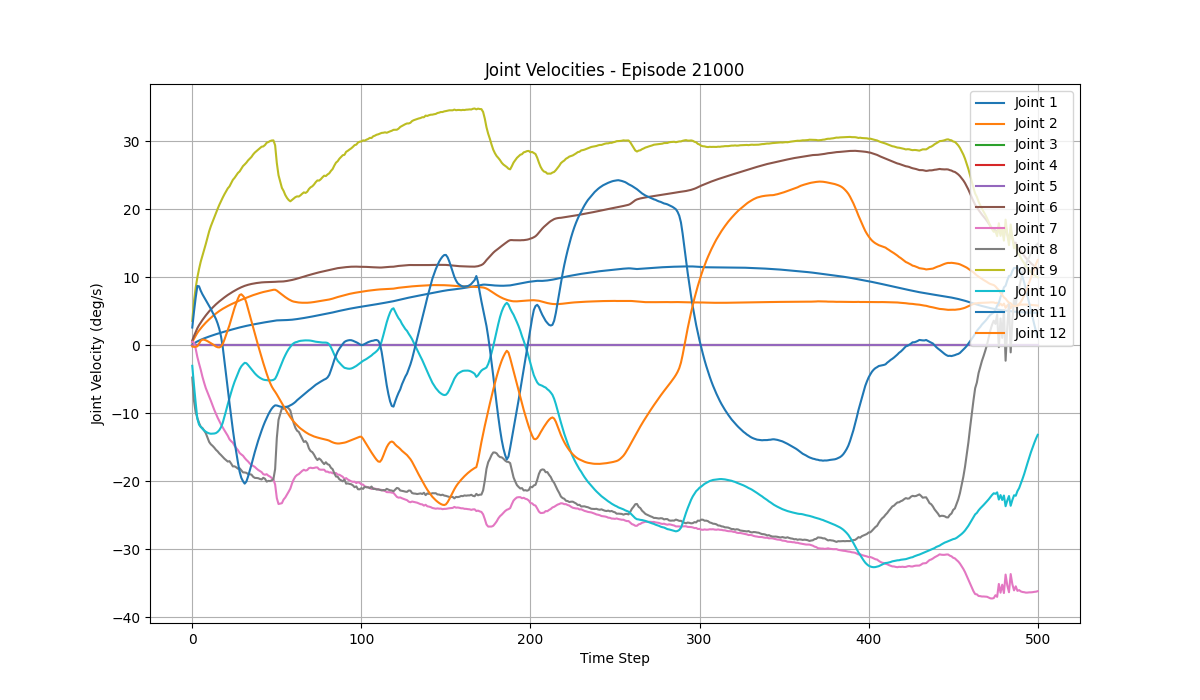 Joint Velocities - Episode 21000
Joint Velocity (deg/s)
30
20
10
0
−10
−20
−30
−40
Joint 1
Joint 2
Joint 3
Joint 4
Joint 5
Joint 6
Joint 7
Joint 8
Joint 9
Joint 10
Joint 11
Joint 12
0
100
200
300
400
500
Time Step